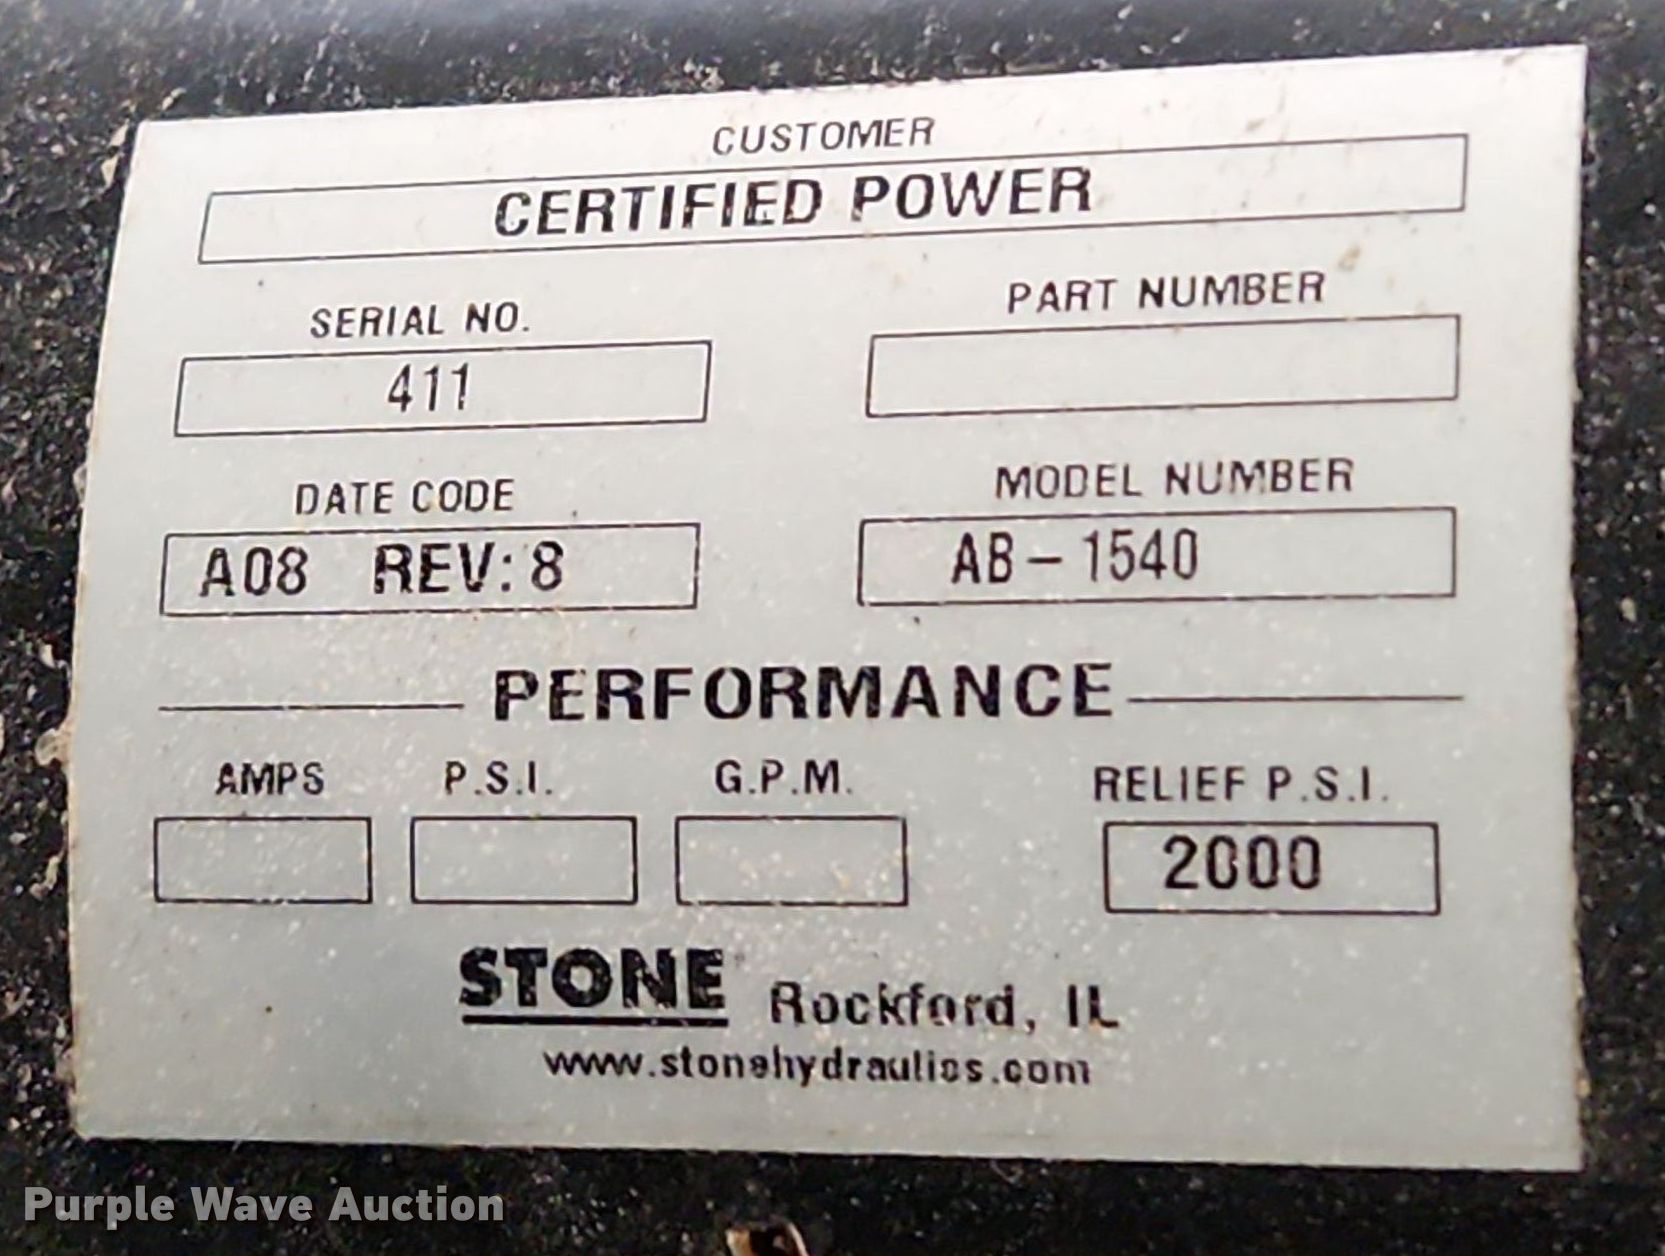 CUSTOMER
CERTIFIED POWER
SERIAL NO.
PART NUMBER
411
DATE CODE
MODEL NUMBER
A08 REV: 8
AB - 1540
PERFORMANCE
AMPS P.S.I. G.P.M. RELIEF P.S.I.
2000
STONE Rockford, IL
www.stonehydraulics.com
Purple Wave Auction